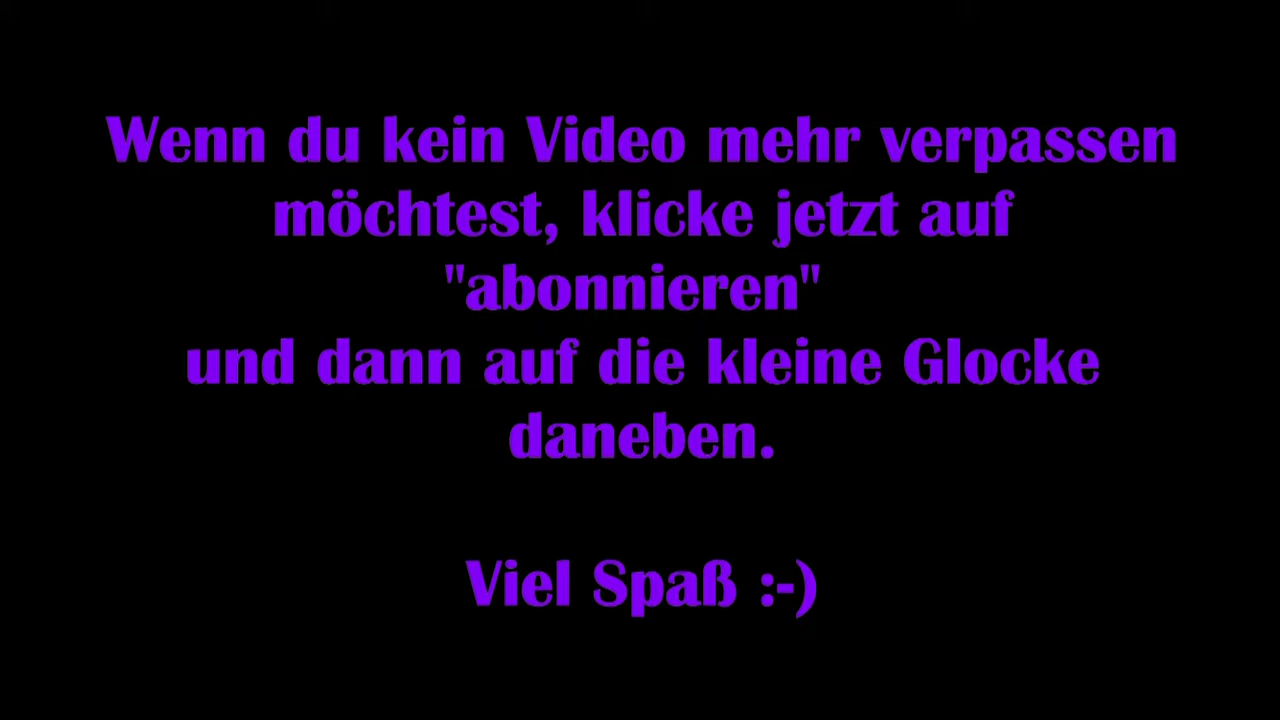 Wenn du kein Video mehr verpassen
möchtest, klicke jetzt auf
"abonnieren"
und dann auf die kleine Glocke
daneben.
Viel Spaß :-)